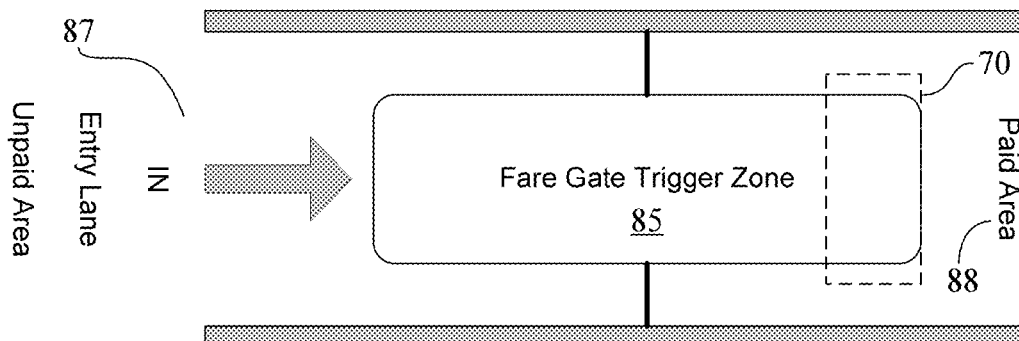 87
70
Unpaid Area
Entry Lane
IN
Fare Gate Trigger Zone
85
Paid Area
88